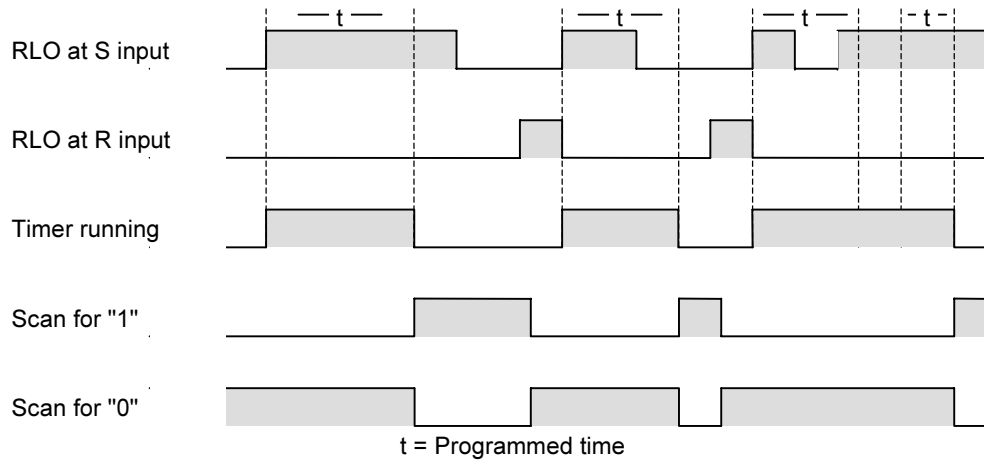 t t t t
RLO at S input
RLO at R input
Timer running
Scan for "1"
Scan for "0"
t = Programmed time